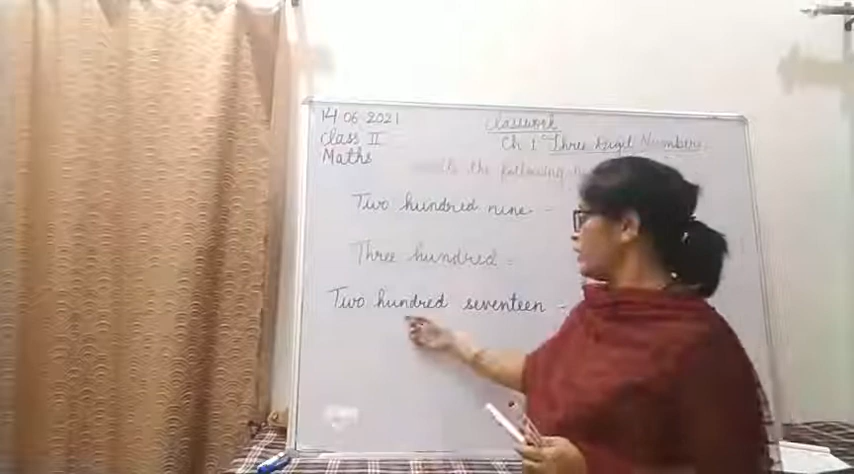 14 06 2021
Classwork
Class II
Ch 1 Three Digit Numbers
Maths
the following
Two hundred nine -
Three hundred -
Two hundred seventeen -